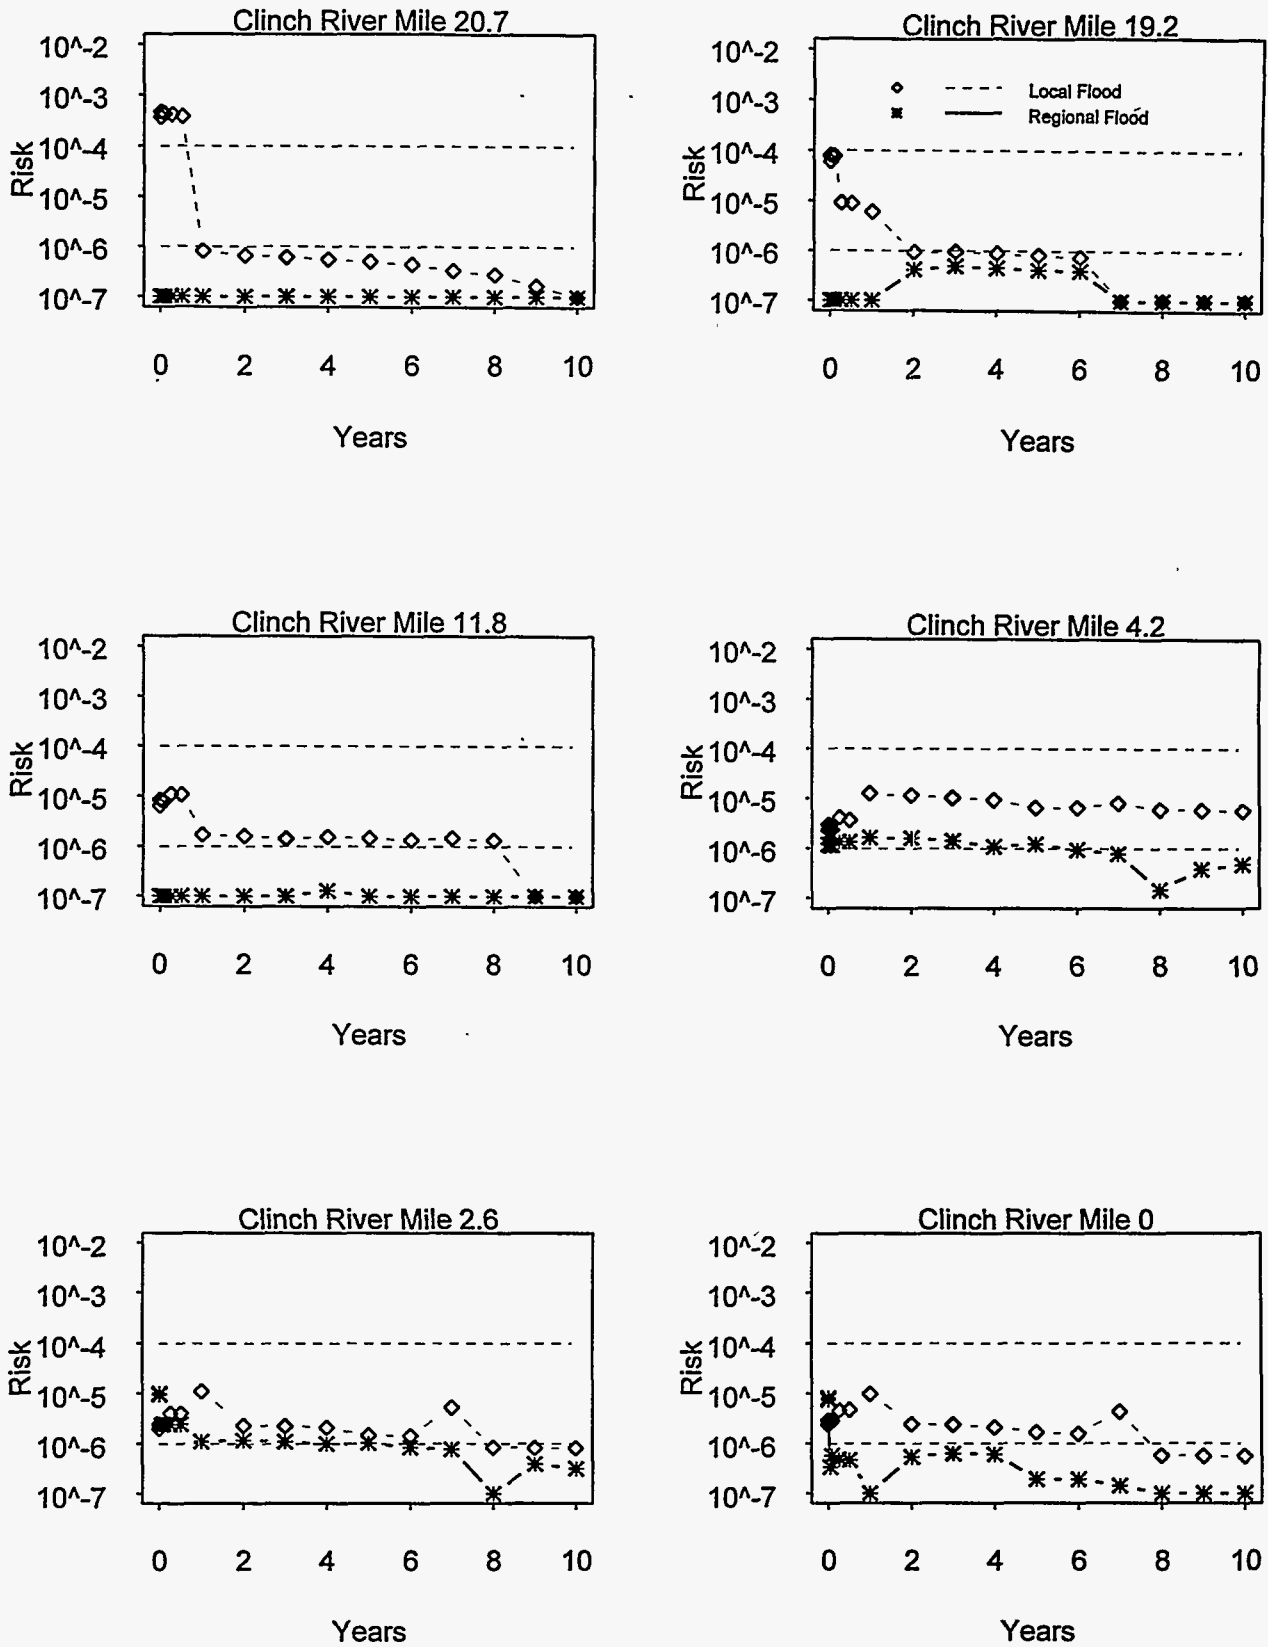 Clinch River Mile 20.7
10^-2
10^-3
10^-4
10^-5
10^-6
10^-7
Risk
0 2 4 6 8 10
Years
Clinch River Mile 19.2
10^-2
10^-3
10^-4
10^-5
10^-6
10^-7
Risk
Local Flood
Regional Flood
0 2 4 6 8 10
Years
Clinch River Mile 11.8
10^-2
10^-3
10^-4
10^-5
10^-6
10^-7
Risk
0 2 4 6 8 10
Years
Clinch River Mile 4.2
10^-2
10^-3
10^-4
10^-5
10^-6
10^-7
Risk
0 2 4 6 8 10
Years
Clinch River Mile 2.6
10^-2
10^-3
10^-4
10^-5
10^-6
10^-7
Risk
0 2 4 6 8 10
Years
Clinch River Mile 0
10^-2
10^-3
10^-4
10^-5
10^-6
10^-7
Risk
0 2 4 6 8 10
Years